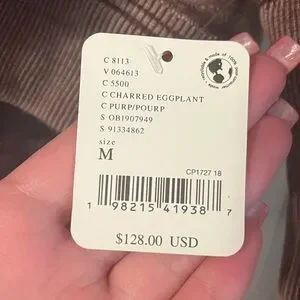 C 8113
V 064613
C 5500
C CHARRED EGGPLANT
C PURP/POURP
S OB1907949
S 91334862
size
M
CP1727 18
1 98215 41938 7
$128.00 USD